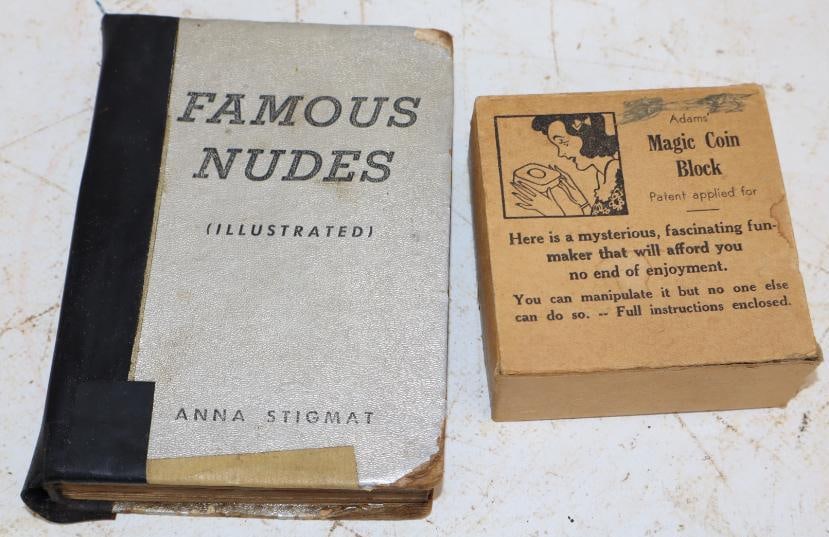 FAMOUS
NUDES
(ILLUSTRATED)
ANNA STIGMAT
Adams'
Magic Coin
Block
Patent applied for
Here is a mysterious, fascinating fun-
maker that will afford you
no end of enjoyment.
You can manipulate it but no one else
can do so. -- Full instructions enclosed.